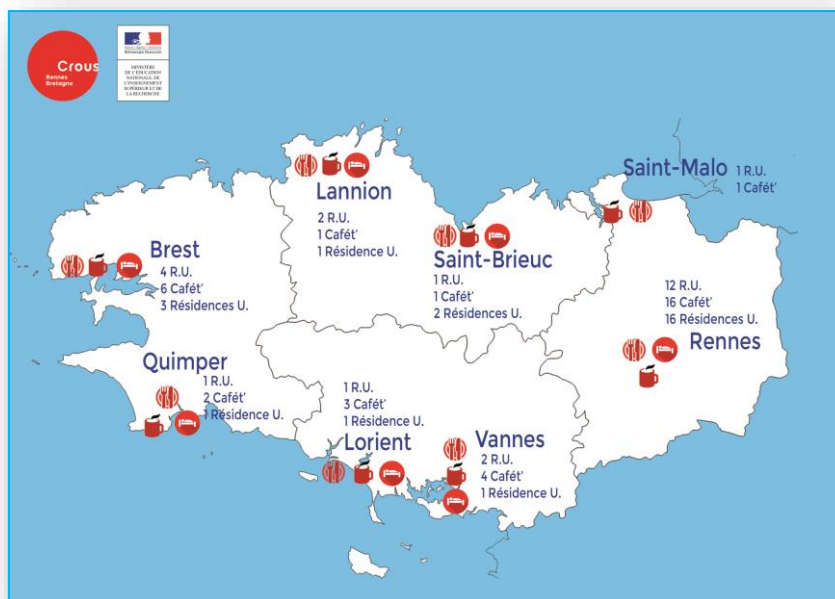 Crous
Rennes
Bretagne
MINISTÈRE
DE L'ÉDUCATION
NATIONALE, DE
L'ENSEIGNEMENT
SUPÉRIEUR ET DE
LA RECHERCHE
Saint-Malo
1 R.U.
1 Cafét'
Lannion
2 R.U.
1 Cafét'
1 Résidence U.
Brest
4 R.U.
6 Cafét'
3 Résidences U.
Saint-Brieuc
1 R.U.
1 Cafét'
2 Résidences U.
12 R.U.
16 Cafét'
16 Résidences U.
Rennes
Quimper
1 R.U.
2 Cafét'
1 Résidence U.
1 R.U.
3 Cafét'
1 Résidence U.
Lorient
Vannes
2 R.U.
4 Cafét'
1 Résidence U.